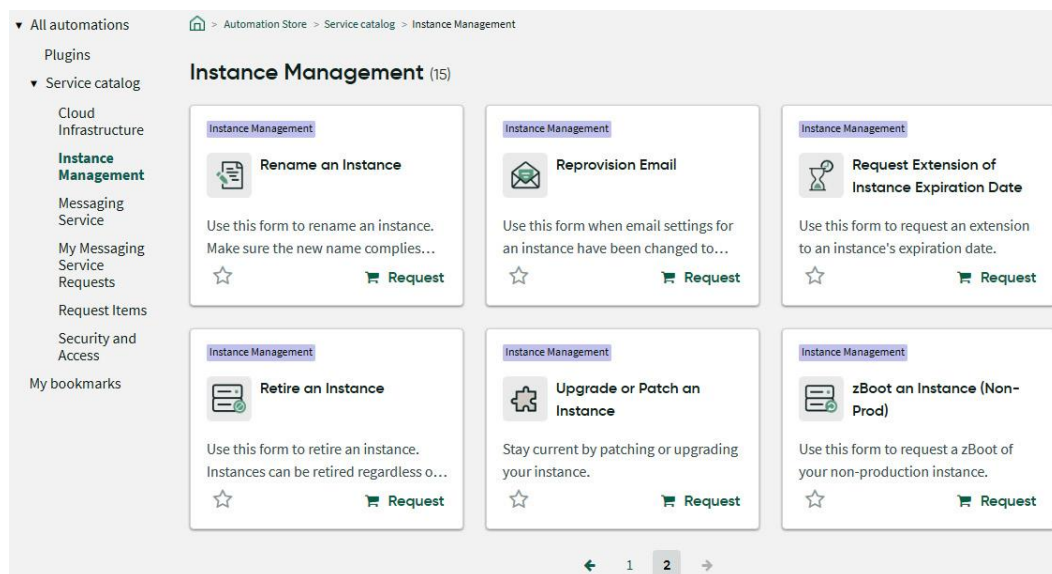 ▾ All automations
Plugins
▾ Service catalog
Cloud
Infrastructure
Instance
Management
Messaging
Service
My Messaging
Service
Requests
Request Items
Security and
Access
My bookmarks
> Automation Store > Service catalog > Instance Management
Instance Management (15)
Instance Management
Rename an Instance
Use this form to rename an instance.
Make sure the new name complies...
Request
Instance Management
Reprovision Email
Use this form when email settings for
an instance have been changed to...
Request
Instance Management
Request Extension of
Instance Expiration Date
Use this form to request an extension
to an instance's expiration date.
Request
Instance Management
Retire an Instance
Use this form to retire an instance.
Instances can be retired regardless o...
Request
Instance Management
Upgrade or Patch an
Instance
Stay current by patching or upgrading
your instance.
Request
Instance Management
zBoot an Instance (Non-
Prod)
Use this form to request a zBoot of
your non-production instance.
Request
← 1 2 →